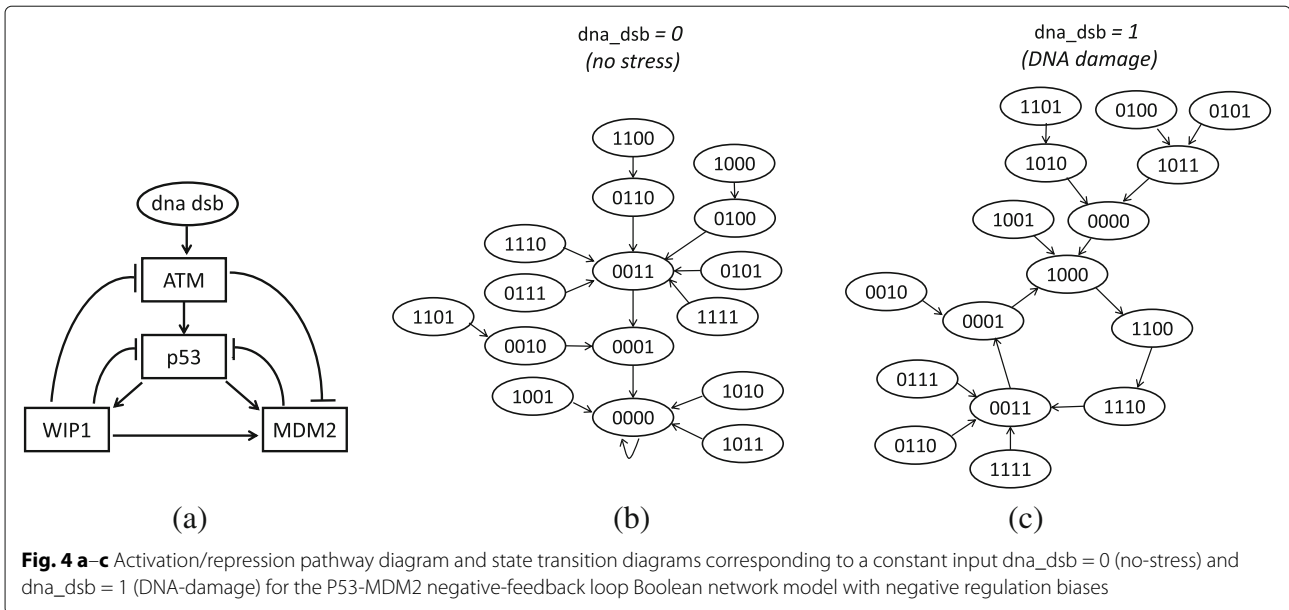 dna_dsb = 0
(no stress)
dna_dsb = 1
(DNA damage)
dna dsb
ATM
p53
WIP1
MDM2
(a)
1100
1000
0110
0100
1110
0011
0101
0111
1111
1101
0010
0001
1001
1010
0000
1011
(b)
1101
0100
0101
1010
1011
1001
0000
1000
0010
0001
1100
0111
0011
1110
0110
1111
(c)
Fig. 4 a–c Activation/repression pathway diagram and state transition diagrams corresponding to a constant input dna_dsb = 0 (no-stress) and
dna_dsb = 1 (DNA-damage) for the P53-MDM2 negative-feedback loop Boolean network model with negative regulation biases